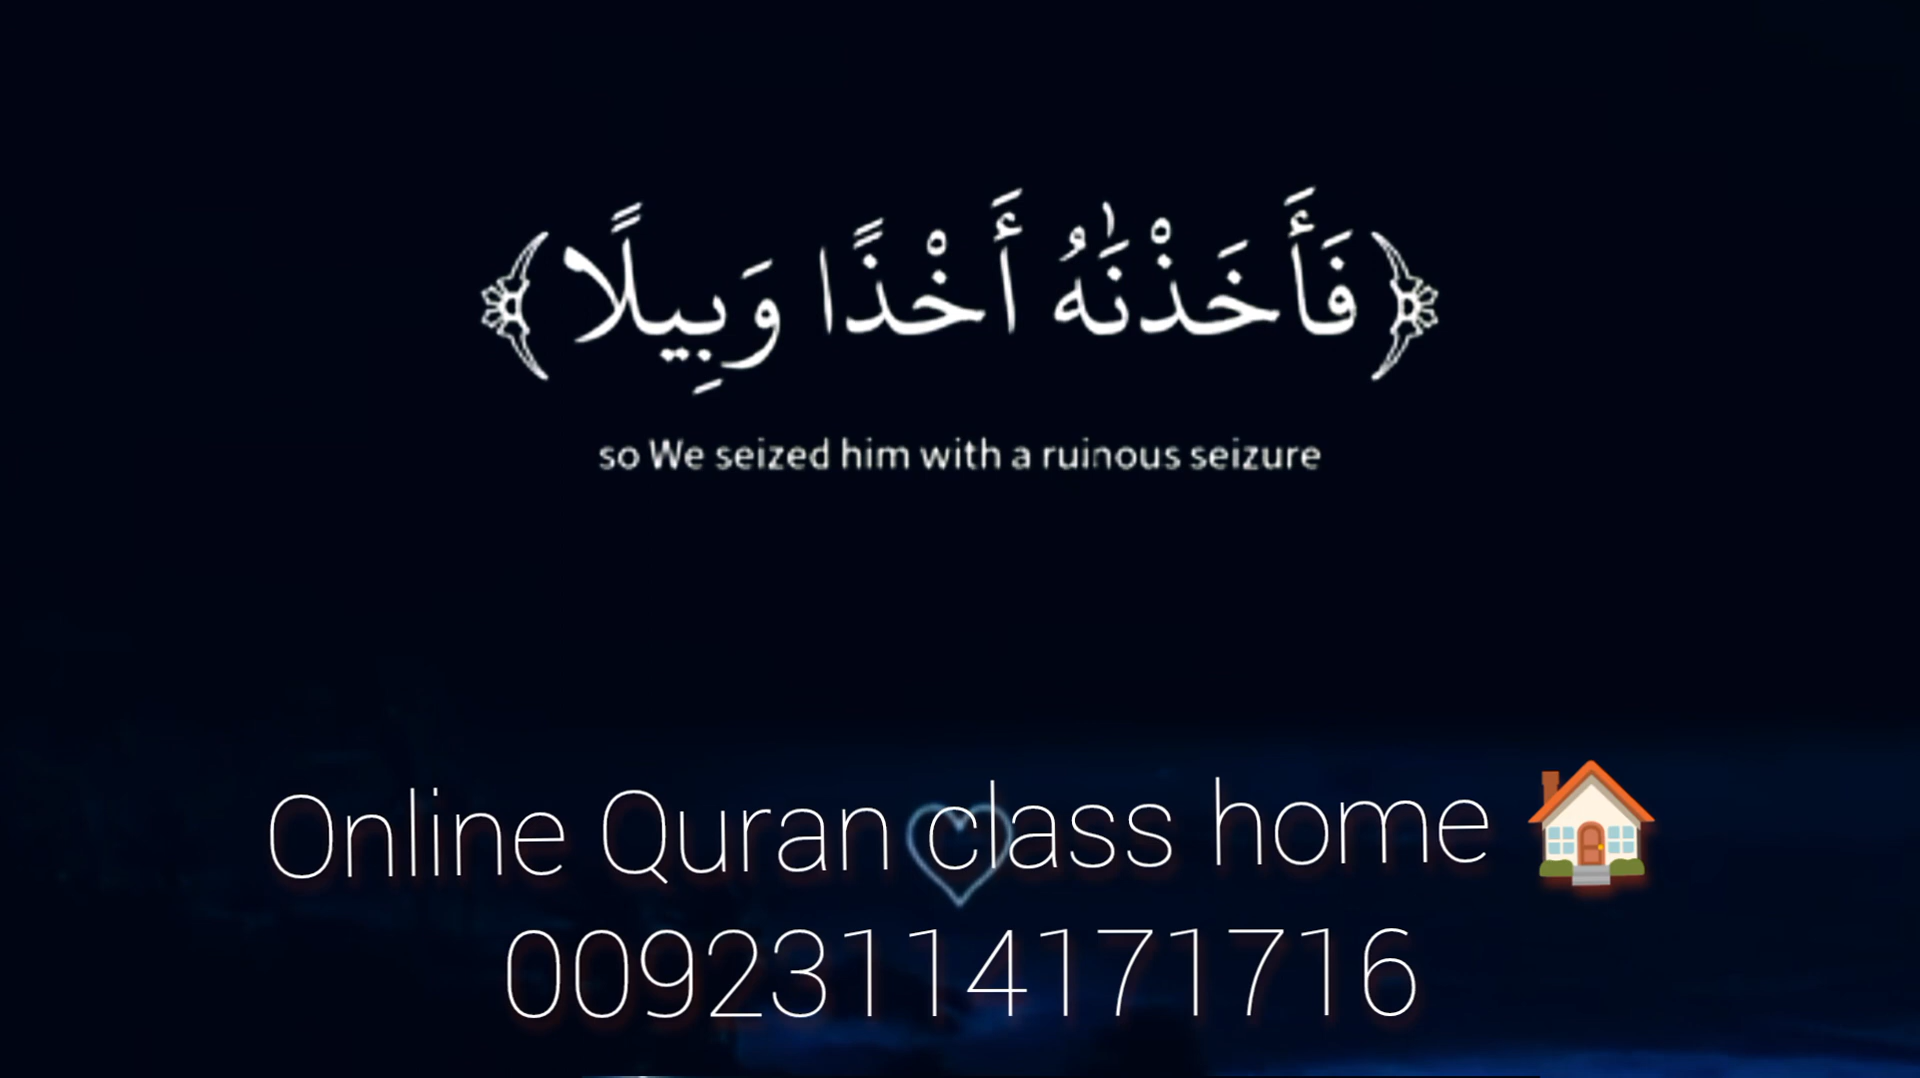 ﴿فَأَخَذْنَٰهُ أَخْذًا وَبِيلًا﴾
so We seized him with a ruinous seizure
Online Quran class home 🏠
00923114171716